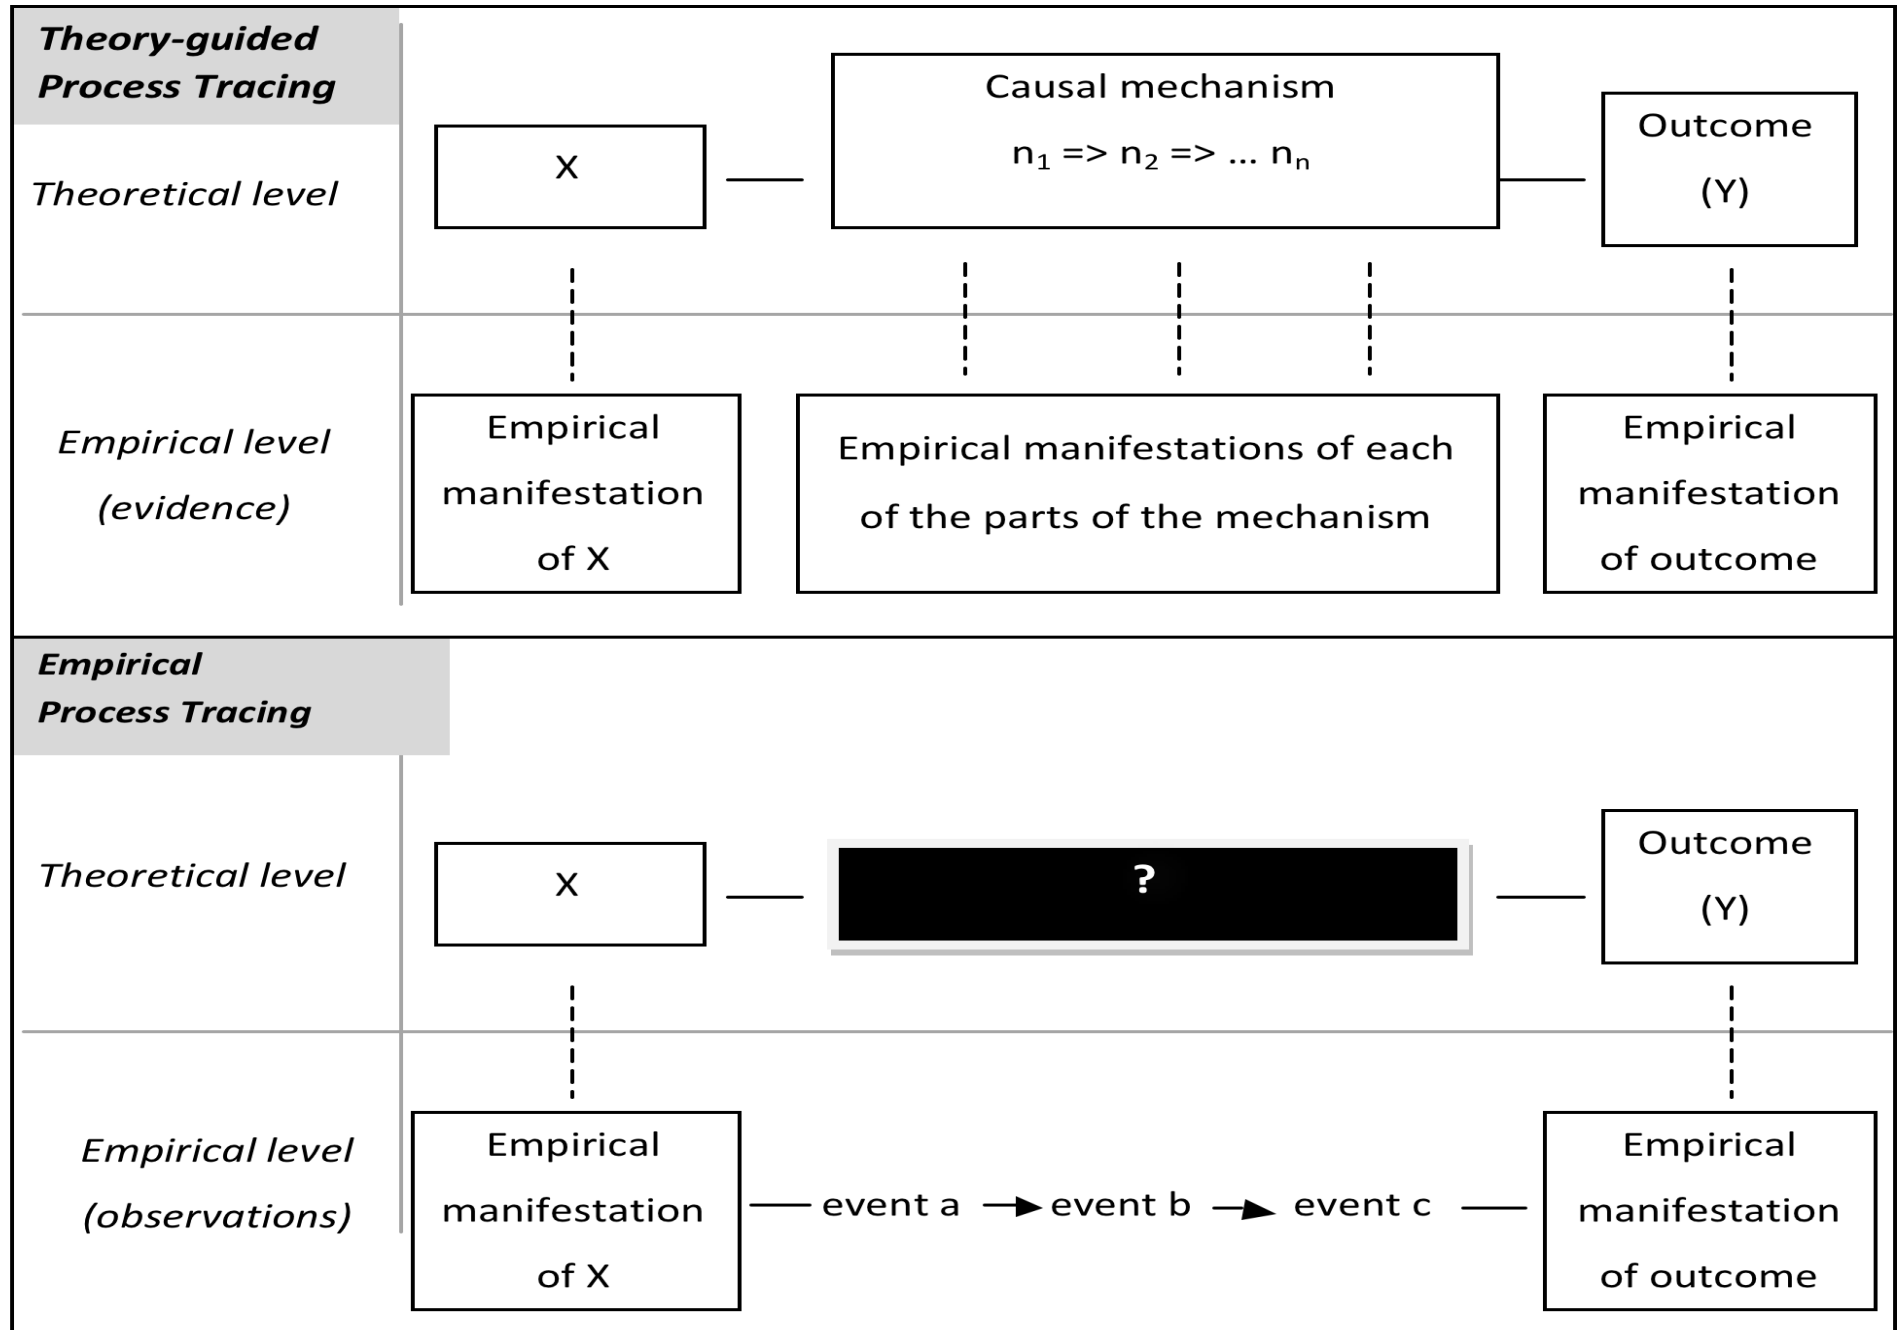 Theory-guided
Process Tracing
Theoretical level
X
Causal mechanism
n₁ => n₂ => ... nₙ
Outcome
(Y)
Empirical level
(evidence)
Empirical
manifestation
of X
Empirical manifestations of each
of the parts of the mechanism
Empirical
manifestation
of outcome
Empirical
Process Tracing
Theoretical level
X
?
Outcome
(Y)
Empirical level
(observations)
Empirical
manifestation
of X
event a
event b
event c
Empirical
manifestation
of outcome